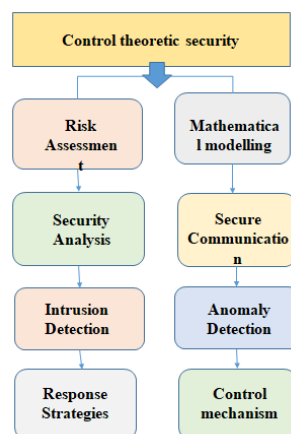 Control theoretic security
Risk
Assessmen
t
Mathematica
l modelling
Security
Analysis
Secure
Communicatio
n
Intrusion
Detection
Anomaly
Detection
Response
Strategies
Control
mechanism